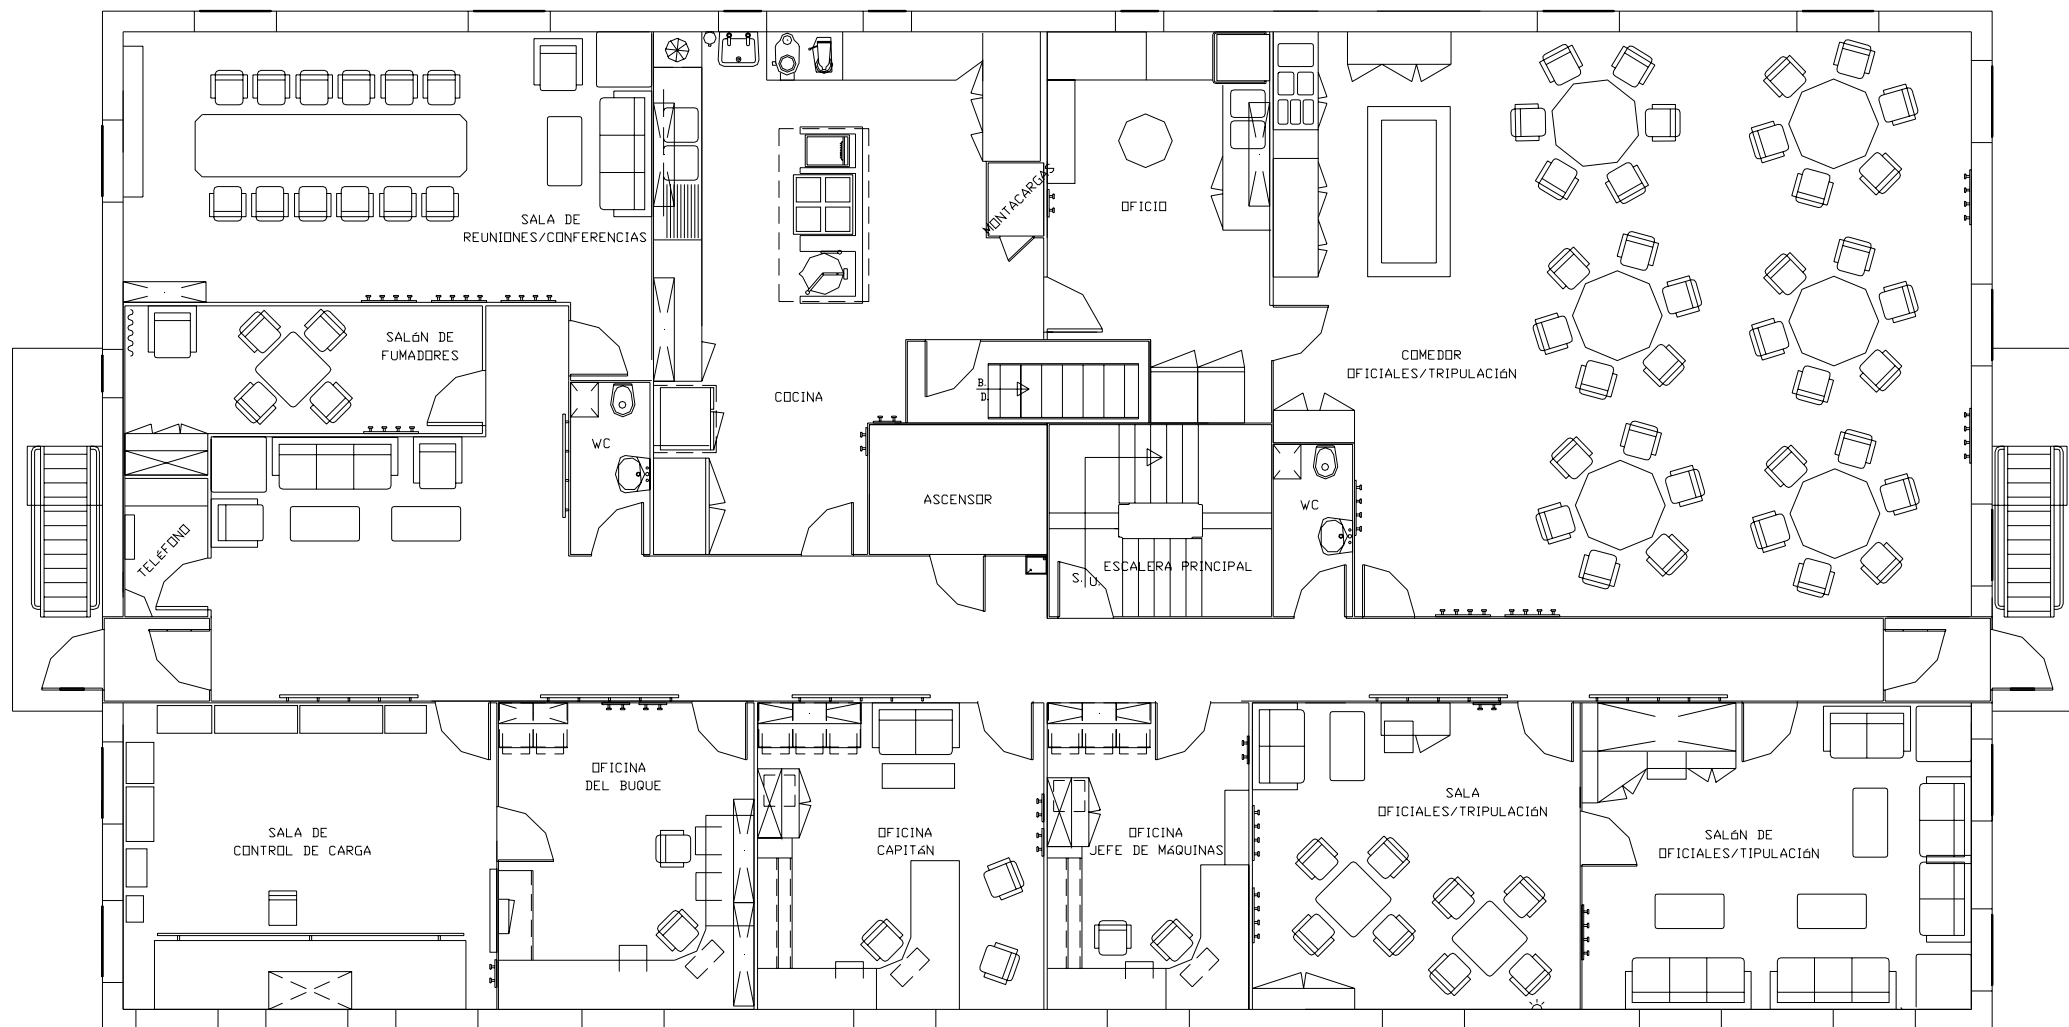 SALA DE
REUNIONES/CONFERENCIAS
MONTACARGAS
OFICIO
SALóN DE
FUMADORES
COMEDOR
OFICIALES/TRIPULACIóN
B.
D.
COCINA
WC
ASCENSOR
WC
TELÉFONO
ESCALERA PRINCIPAL
S.
U.
OFICINA
DEL BUQUE
SALA
OFICIALES/TRIPULACIóN
SALA DE
CONTROL DE CARGA
OFICINA
CAPITáN
OFICINA
JEFE DE MáQUINAS
SALóN DE
OFICIALES/TIPULACIóN